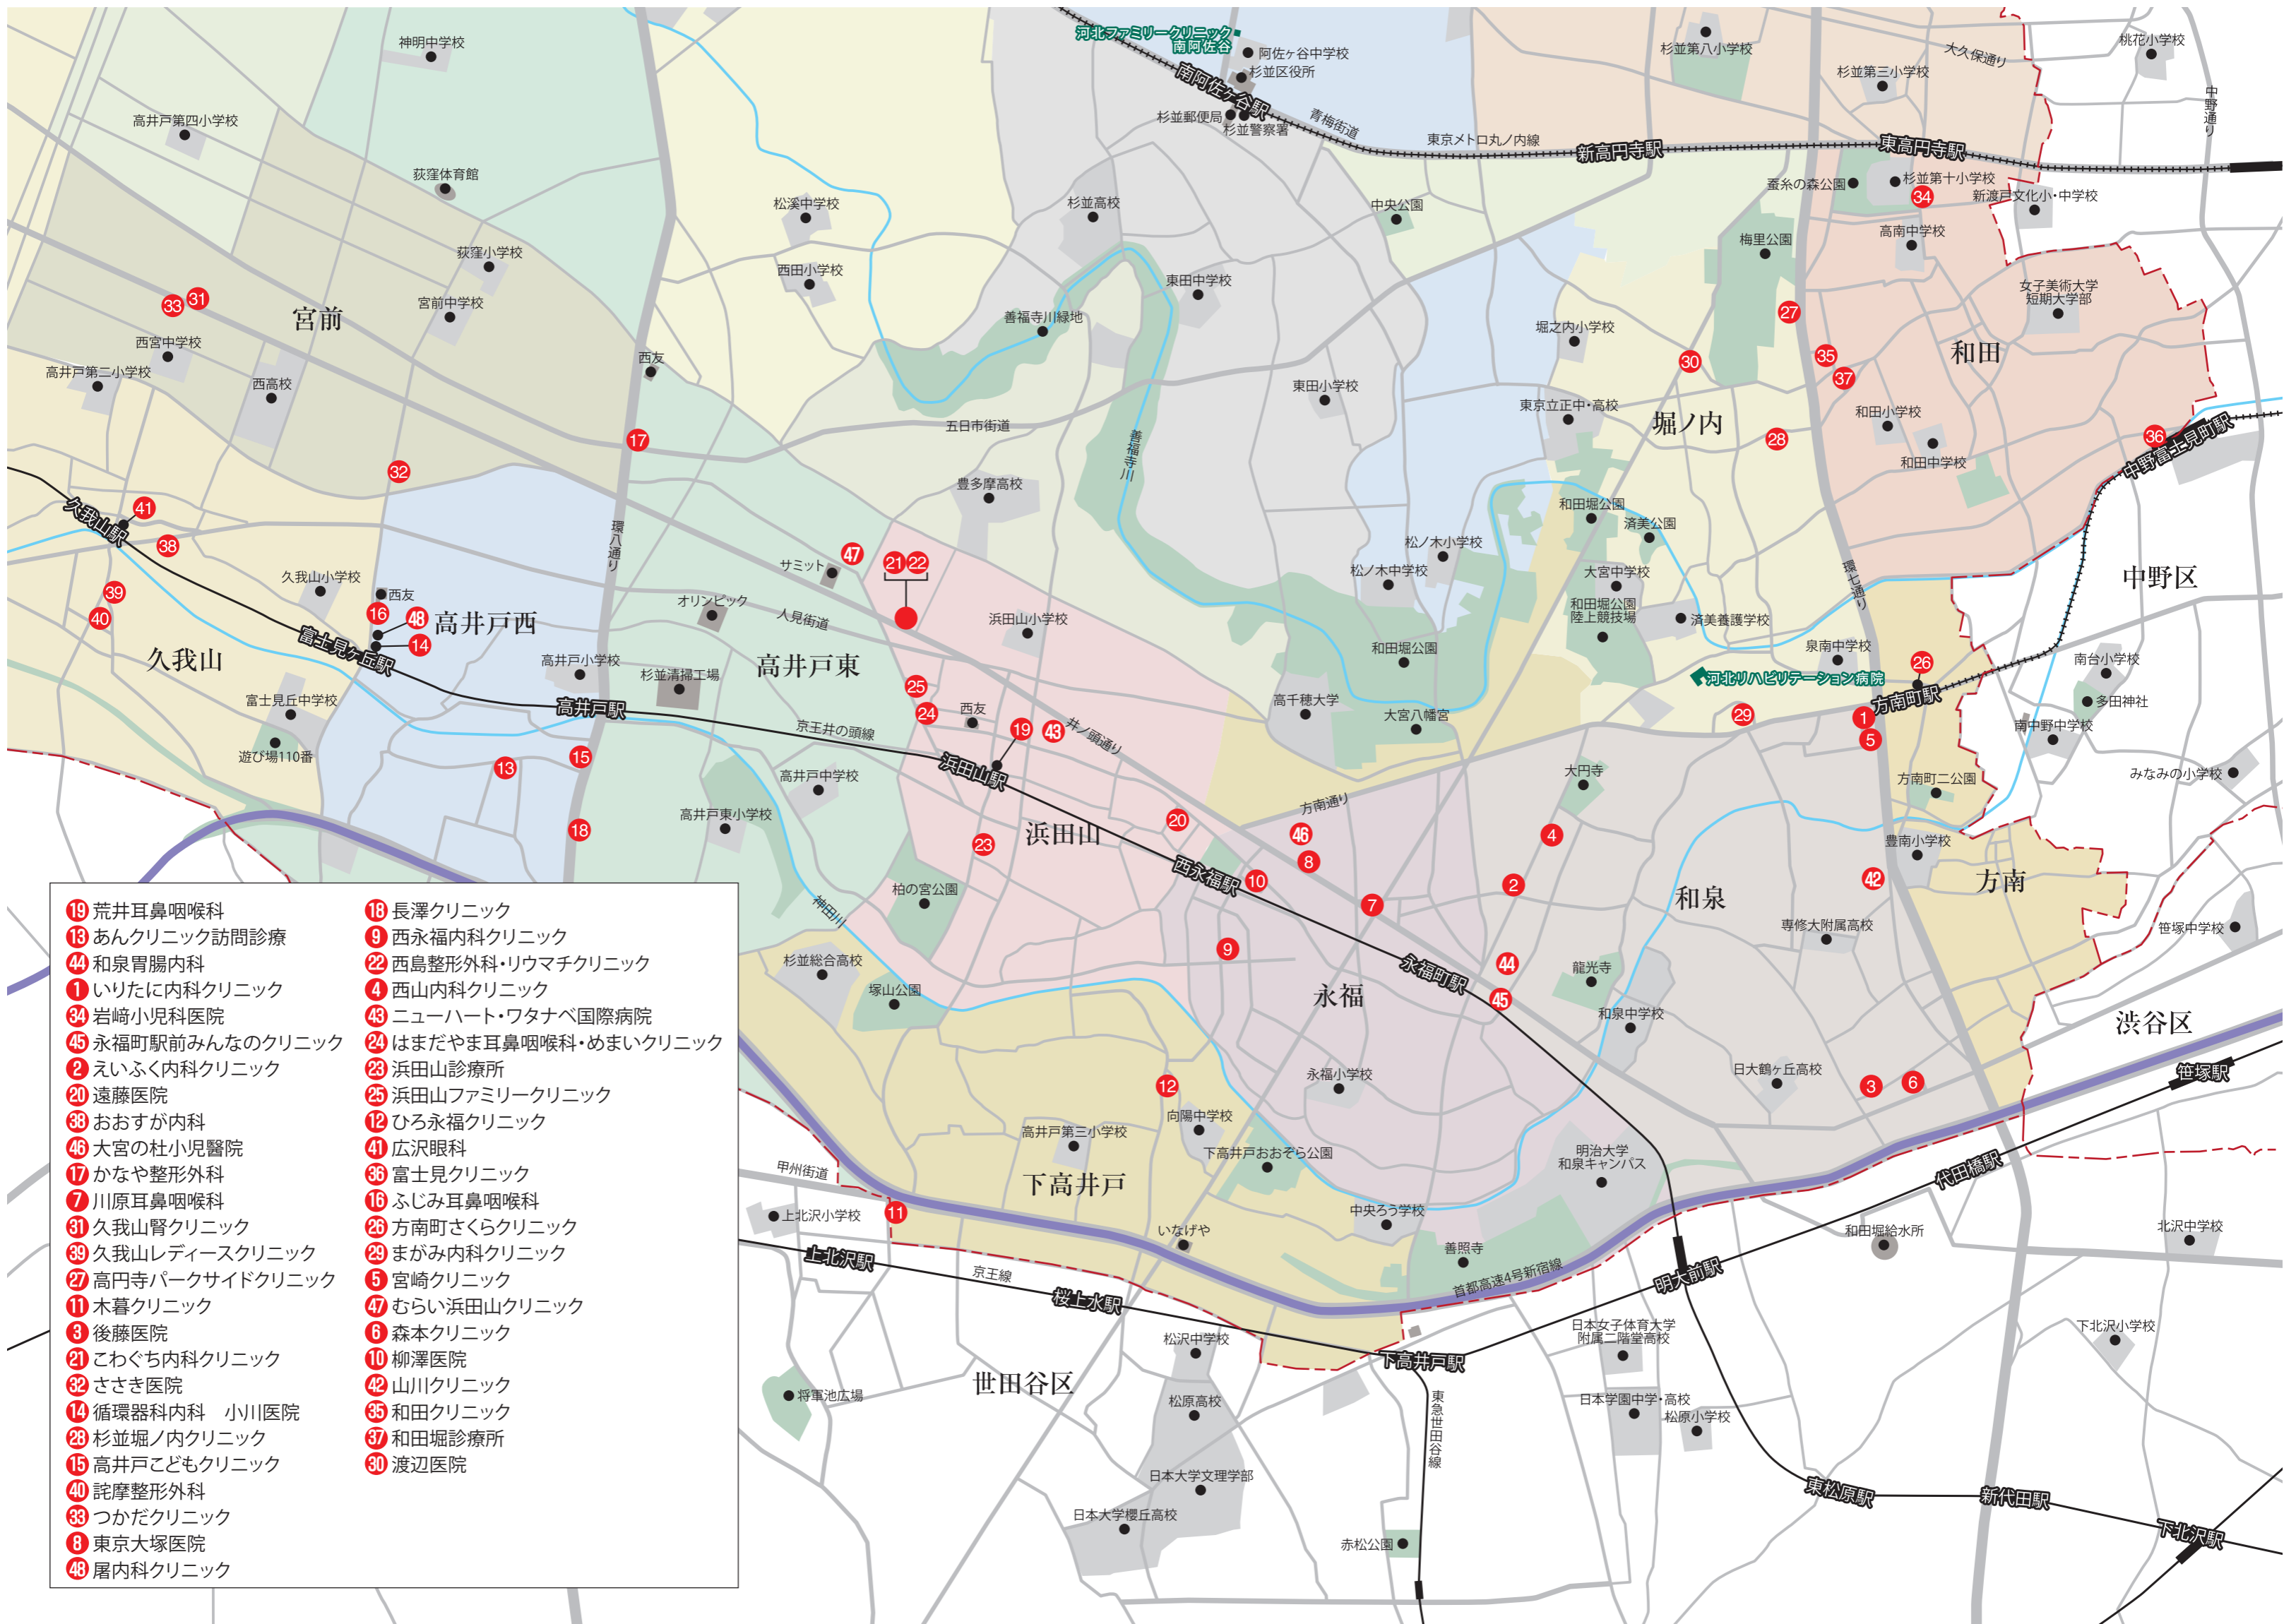 河北ファミリークリニック
南阿佐谷
神明中学校
阿佐ヶ谷中学校
杉並区役所
南阿佐ヶ谷駅
杉並郵便局
杉並警察署
青梅街道
東京メトロ丸ノ内線
新高円寺駅
東高円寺駅
杉並第八小学校
杉並第三小学校
大久保通り
桃花小学校
中野通り
高井戸第四小学校
荻窪体育館
松溪中学校
杉並高校
中央公園
蚕糸の森公園
杉並第十小学校
34
新渡戸文化小・中学校
梅里公園
高南中学校
荻窪小学校
西田小学校
東田中学校
女子美術大学
短期大学部
33
31
宮前
宮前中学校
善福寺川緑地
堀之内小学校
27
西宮中学校
高井戸第二小学校
西高校
西友
東田小学校
30
35
37
和田
東京立正中・高校
堀ノ内
和田小学校
17
五日市街道
善福寺川
28
和田中学校
36
中野富士見町駅
32
豊多摩高校
久我山駅
41
38
環八通り
和田堀公園
済美公園
松ノ木小学校
松ノ木中学校
大宮中学校
環七通り
中野区
サミット
47
21
22
久我山小学校
西友
39
40
16
48
14
高井戸西
オリンピック
人見街道
浜田山小学校
和田堀公園
陸上競技場
済美養護学校
久我山
富士見ヶ丘駅
高井戸小学校
杉並清掃工場
高井戸東
和田堀公園
泉南中学校
26
南台小学校
河北リハビリテーション病院
富士見丘中学校
高井戸駅
25
24
西友
19
43
井ノ頭通り
高千穂大学
大宮八幡宮
29
1
5
方南町駅
多田神社
南中野中学校
遊び場110番
京王井の頭線
浜田山駅
13
15
高井戸中学校
大円寺
方南町二公園
みなみの小学校
18
高井戸東小学校
23
浜田山
20
方南通り
46
8
4
豊南小学校
西永福駅
10
2
42
方南
柏の宮公園
神田川
7
和泉
専修大附属高校
笹塚中学校
9
杉並総合高校
塚山公園
永福
永福町駅
44
45
龍光寺
和泉中学校
渋谷区
永福小学校
日大鶴ヶ丘高校
3
6
笹塚駅
12
向陽中学校
高井戸第三小学校
下高井戸おおぞら公園
明治大学
和泉キャンパス
代田橋駅
甲州街道
下高井戸
上北沢小学校
11
中央ろう学校
いなげや
善照寺
和田堀給水所
北沢中学校
上北沢駅
京王線
首都高速4号新宿線
明大前駅
桜上水駅
松沢中学校
下高井戸駅
日本女子体育大学
附属二階堂高校
下北沢小学校
世田谷区
将軍池広場
松原高校
東急世田谷線
日本学園中学・高校
松原小学校
日本大学文理学部
日本大学櫻丘高校
赤松公園
東松原駅
新代田駅
下北沢駅
19 荒井耳鼻咽喉科
13 あんクリニック訪問診療
44 和泉胃腸内科
1 いりたに内科クリニック
34 岩﨑小児科医院
45 永福町駅前みんなのクリニック
2 えいふく内科クリニック
20 遠藤医院
38 おおすが内科
46 大宮の杜小児醫院
17 かなや整形外科
7 川原耳鼻咽喉科
31 久我山腎クリニック
39 久我山レディースクリニック
27 高円寺パークサイドクリニック
11 木暮クリニック
3 後藤医院
21 こわぐち内科クリニック
32 ささき医院
14 循環器科内科　小川医院
28 杉並堀ノ内クリニック
15 高井戸こどもクリニック
40 詫摩整形外科
33 つかだクリニック
8 東京大塚医院
48 屠内科クリニック
18 長澤クリニック
9 西永福内科クリニック
22 西島整形外科・リウマチクリニック
4 西山内科クリニック
43 ニューハート・ワタナベ国際病院
24 はまだやま耳鼻咽喉科・めまいクリニック
23 浜田山診療所
25 浜田山ファミリークリニック
12 ひろ永福クリニック
41 広沢眼科
36 富士見クリニック
16 ふじみ耳鼻咽喉科
26 方南町さくらクリニック
29 まがみ内科クリニック
5 宮崎クリニック
47 むらい浜田山クリニック
6 森本クリニック
10 柳澤医院
42 山川クリニック
35 和田クリニック
37 和田堀診療所
30 渡辺医院